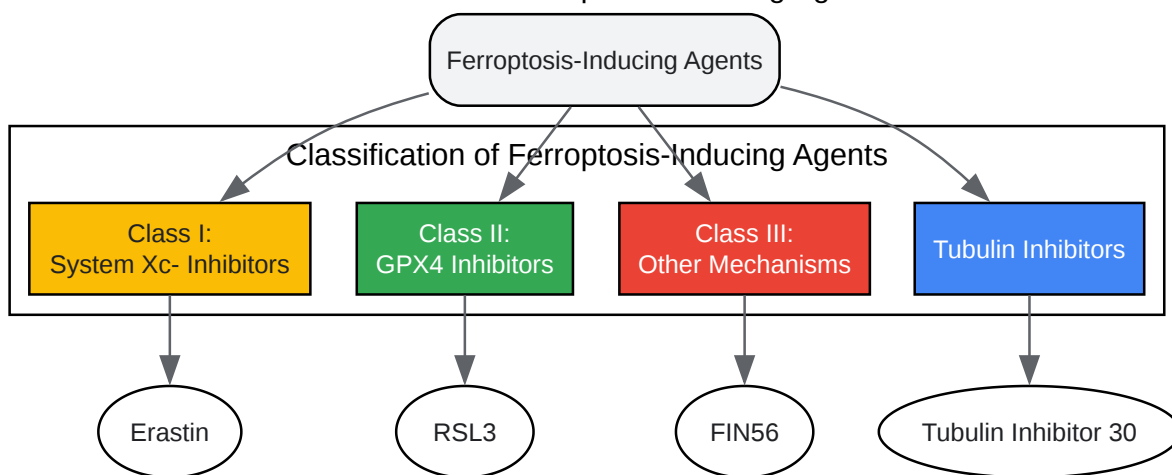 Ferroptosis-Inducing Agents
Classification of Ferroptosis-Inducing Agents
Class I:
System Xc- Inhibitors
Class II:
GPX4 Inhibitors
Class III:
Other Mechanisms
Tubulin Inhibitors
Erastin
RSL3
FIN56
Tubulin Inhibitor 30